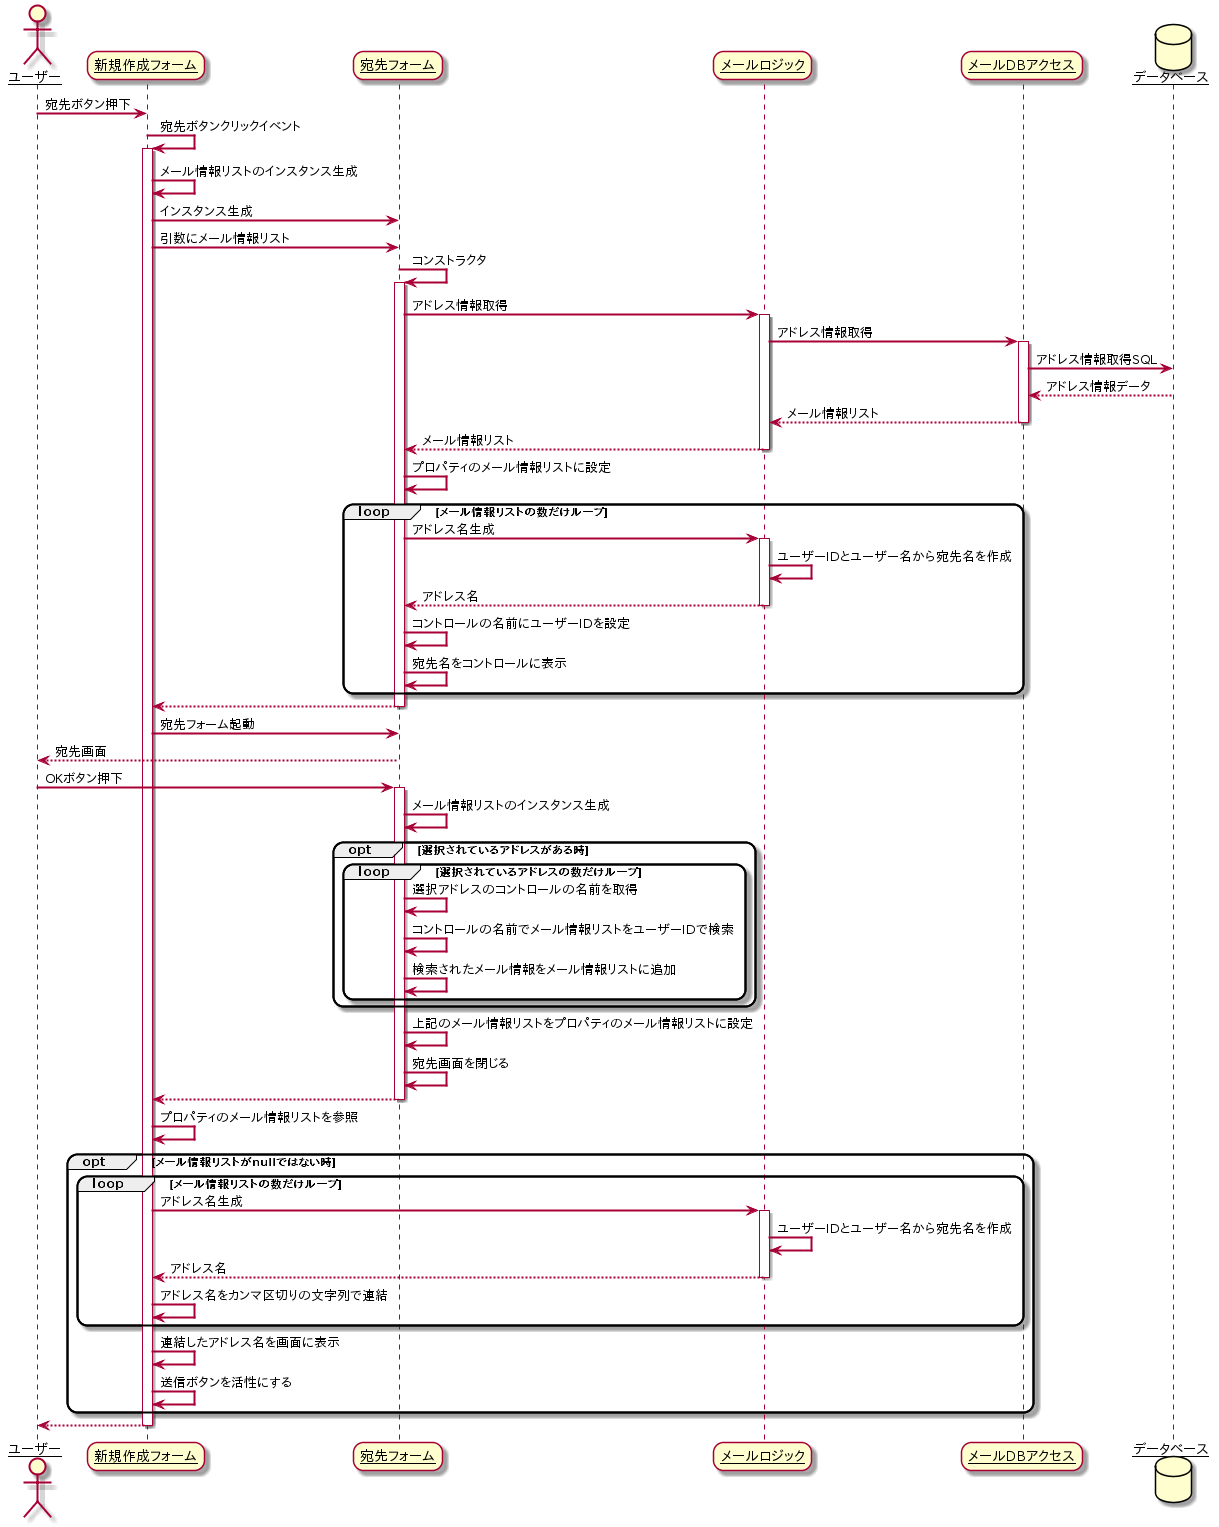 ユーザー
新規作成フォーム
宛先フォーム
メールロジック
メールDBアクセス
データベース
宛先ボタン押下
宛先ボタンクリックイベント
メール情報リストのインスタンス生成
インスタンス生成
引数にメール情報リスト
コンストラクタ
アドレス情報取得
アドレス情報取得
アドレス情報取得SQL
アドレス情報データ
メール情報リスト
メール情報リスト
プロパティのメール情報リストに設定
loop [メール情報リストの数だけループ]
アドレス名生成
ユーザーIDとユーザー名から宛先名を作成
アドレス名
コントロールの名前にユーザーIDを設定
宛先名をコントロールに表示
宛先フォーム起動
宛先画面
OKボタン押下
メール情報リストのインスタンス生成
opt [選択されているアドレスがある時]
loop [選択されているアドレスの数だけループ]
選択アドレスのコントロールの名前を取得
コントロールの名前でメール情報リストをユーザーIDで検索
検索されたメール情報をメール情報リストに追加
上記のメール情報リストをプロパティのメール情報リストに設定
宛先画面を閉じる
プロパティのメール情報リストを参照
opt [メール情報リストがnullではない時]
loop [メール情報リストの数だけループ]
アドレス名生成
ユーザーIDとユーザー名から宛先名を作成
アドレス名
アドレス名をカンマ区切りの文字列で連結
連結したアドレス名を画面に表示
送信ボタンを活性にする
ユーザー
新規作成フォーム
宛先フォーム
メールロジック
メールDBアクセス
データベース